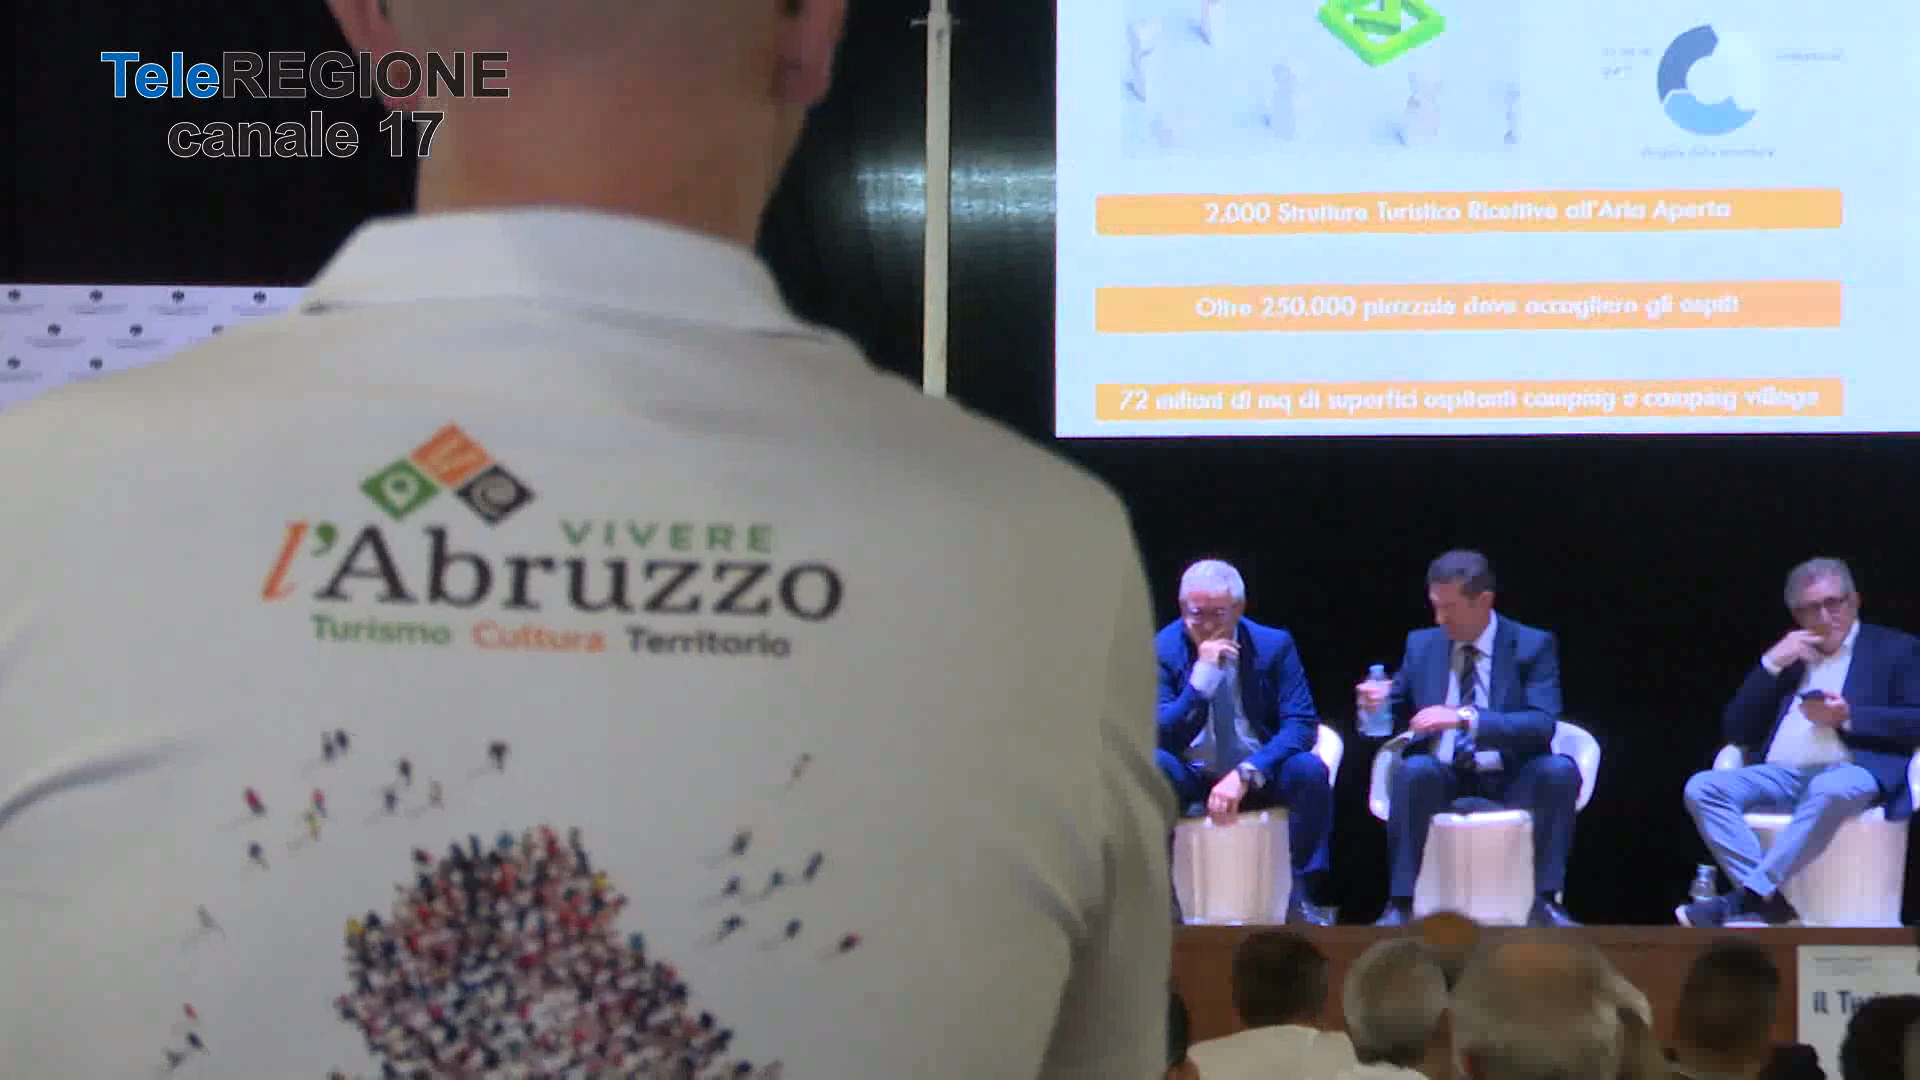 TeleREGIONE
canale 17
2.000 Strutture Turistico Ricettive all'Aria Aperta
Oltre 250.000 piazzole dove accogliere gli ospiti
72 milioni di mq di superfici ospitanti camping e camping village
VIVERE
l'Abruzzo
Turismo Cultura Territorio
il